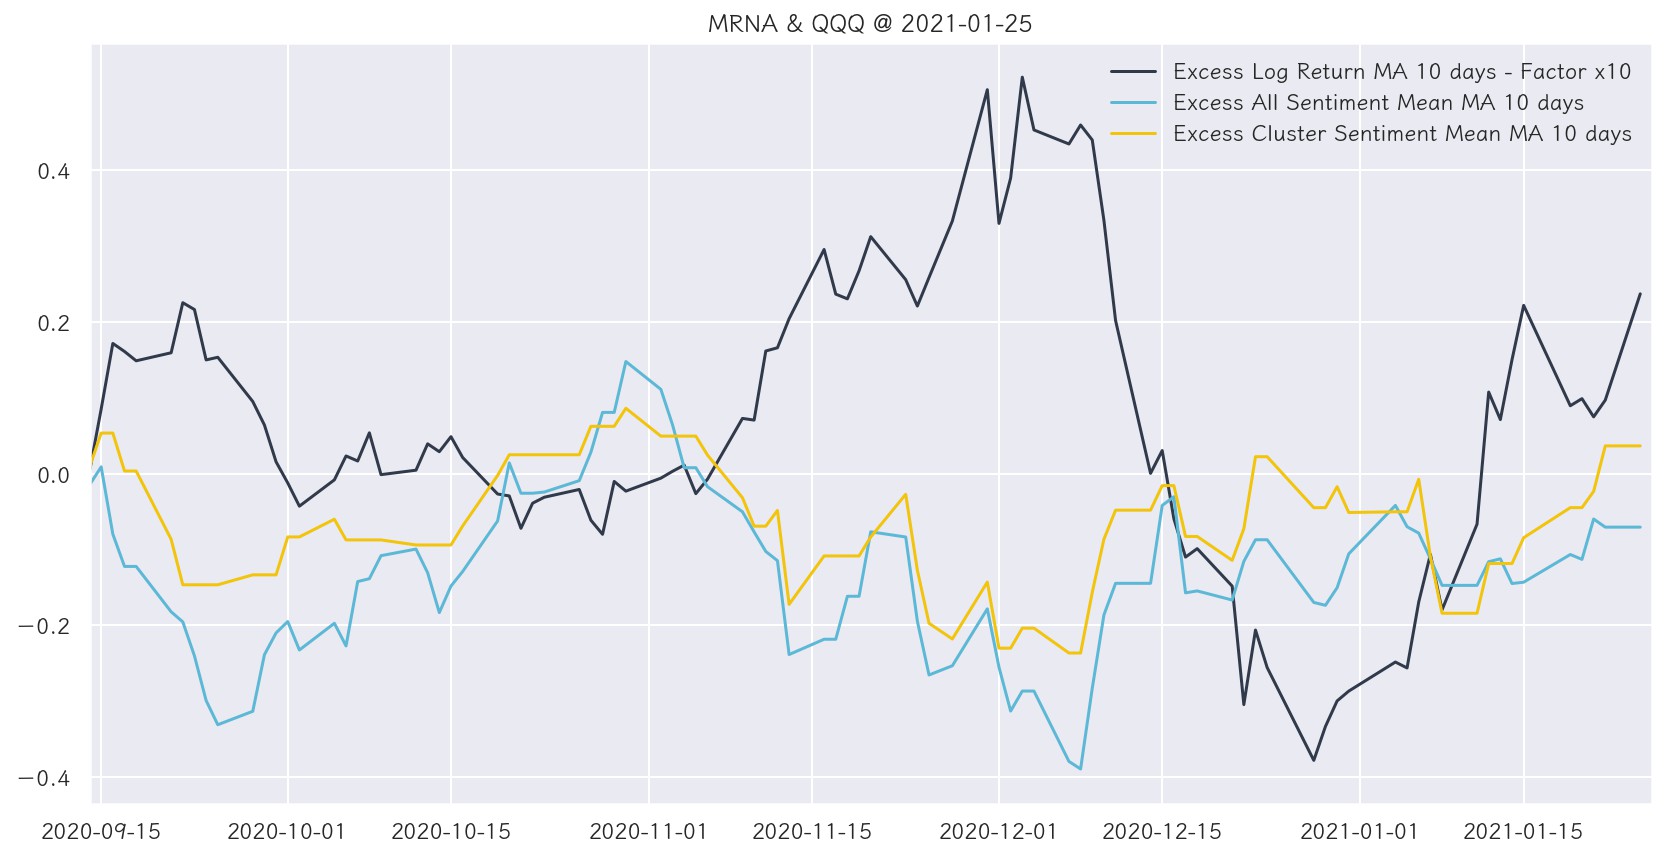 MRNA & QQQ @ 2021-01-25
Excess Log Return MA 10 days - Factor x10
Excess All Sentiment Mean MA 10 days
Excess Cluster Sentiment Mean MA 10 days
0.4
0.2
0.0
−0.2
−0.4
2020-09-15 2020-10-01 2020-10-15 2020-11-01 2020-11-15 2020-12-01 2020-12-15 2021-01-01 2021-01-15